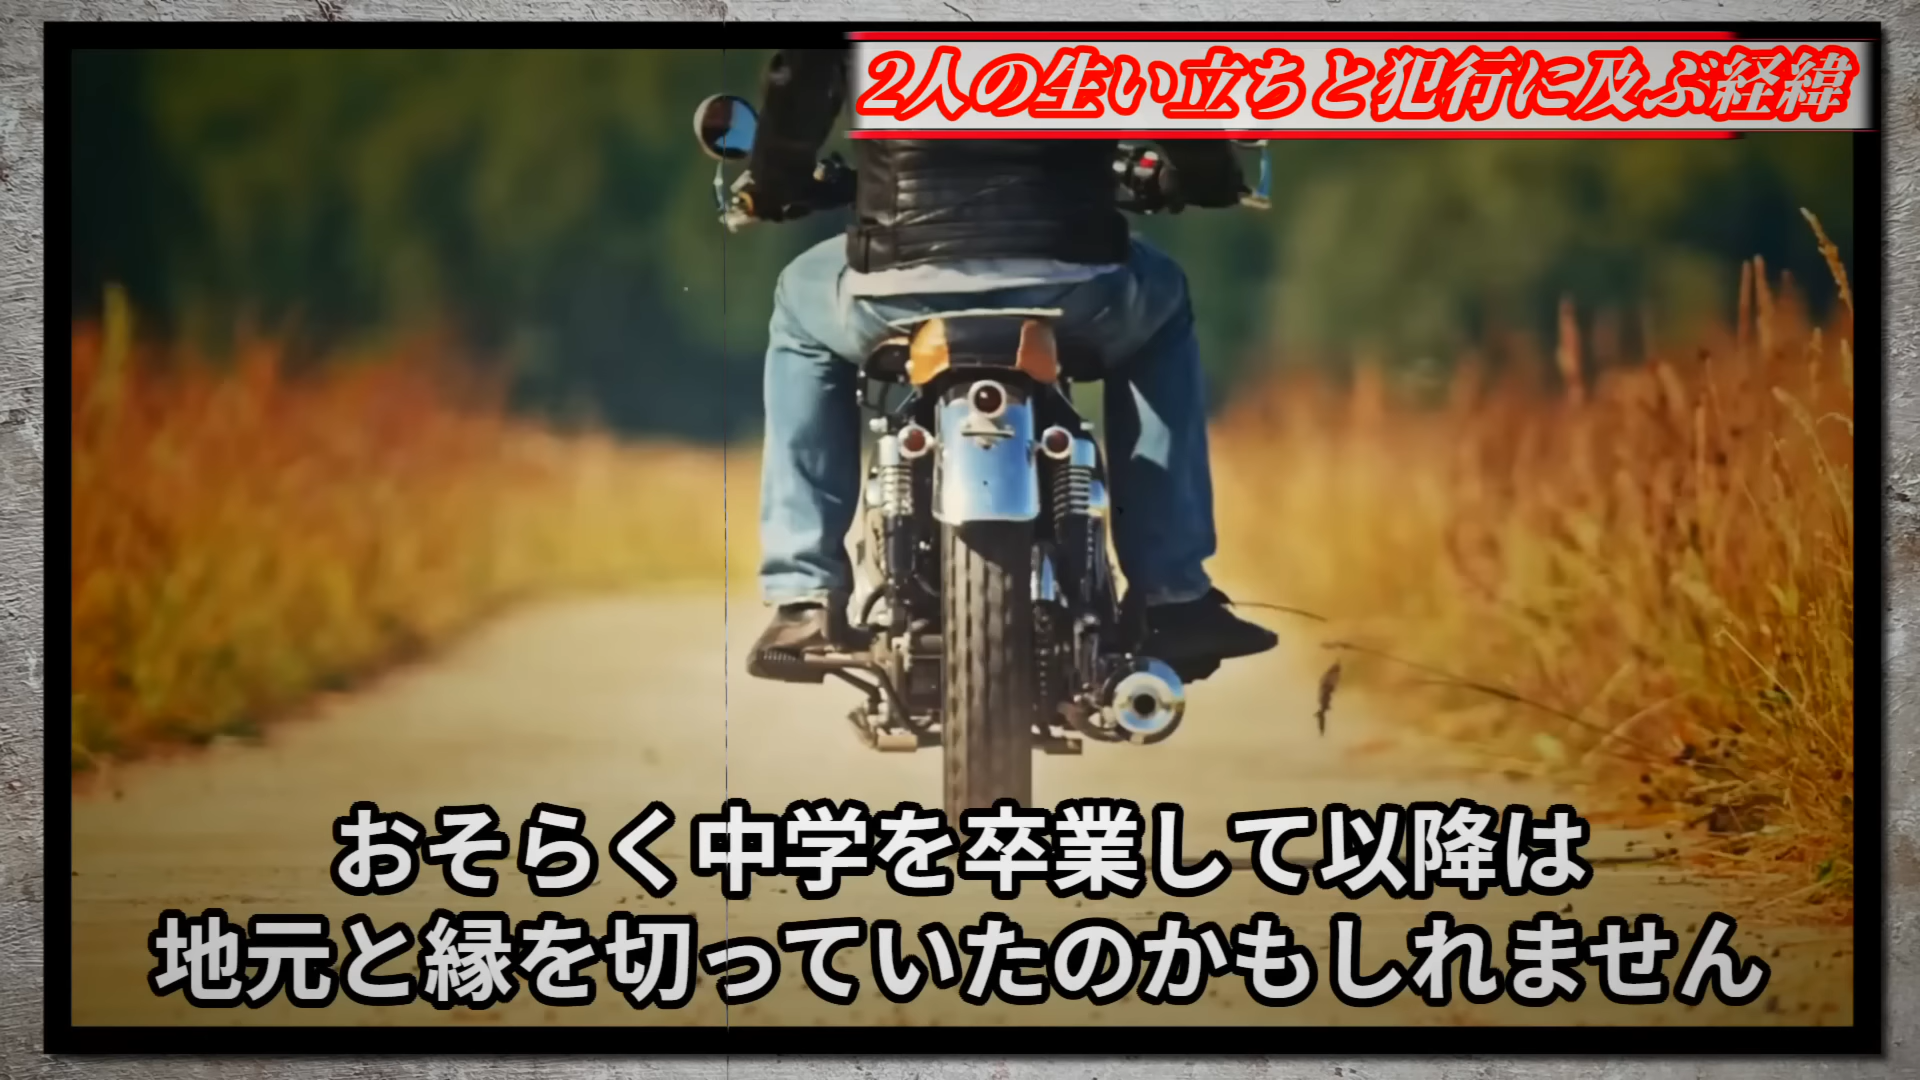 2人の生い立ちと犯行に及ぶ経緯
おそらく中学を卒業して以降は
地元と縁を切っていたのかもしれません